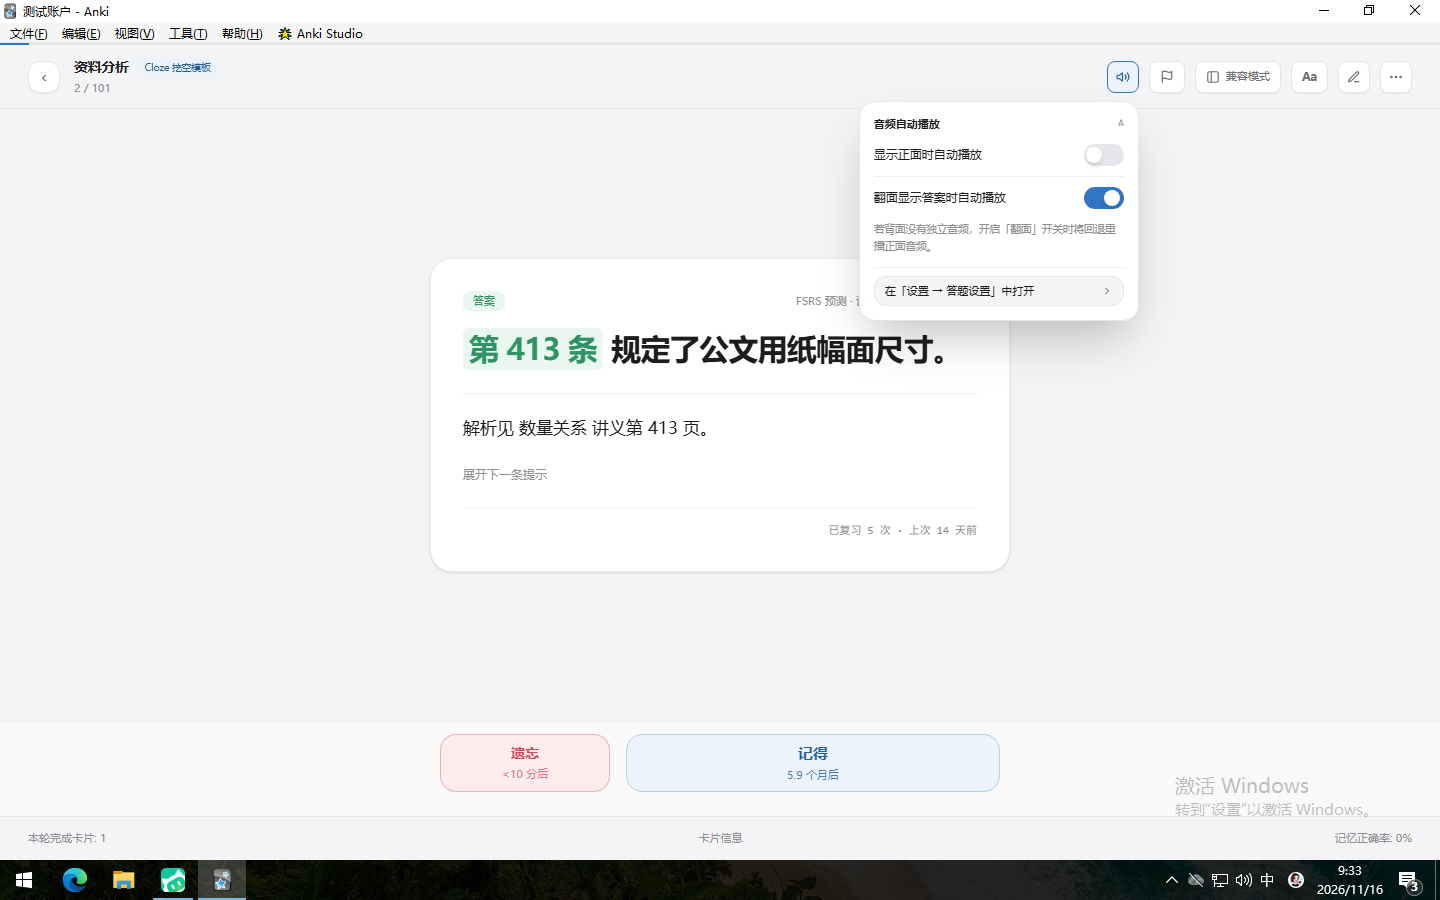 测试账户 - Anki
文件(F) 编辑(E) 视图(V) 工具(T) 帮助(H) Anki Studio
资料分析 Cloze 挖空模板
2 / 101
兼容模式 Aa
音频自动播放 A
显示正面时自动播放
翻面显示答案时自动播放
若背面没有独立音频，开启「翻面」开关时将回退重
播正面音频。
在「设置 → 答题设置」中打开
答案 FSRS 预测 ·
第 413 条 规定了公文用纸幅面尺寸。
解析见 数量关系 讲义第 413 页。
展开下一条提示
已复习 5 次 · 上次 14 天前
遗忘
<10 分后
记得
5.9 个月后
激活 Windows
转到"设置"以激活 Windows。
本轮完成卡片: 1 卡片信息 记忆正确率: 0%
中
9:33
2026/11/16
3